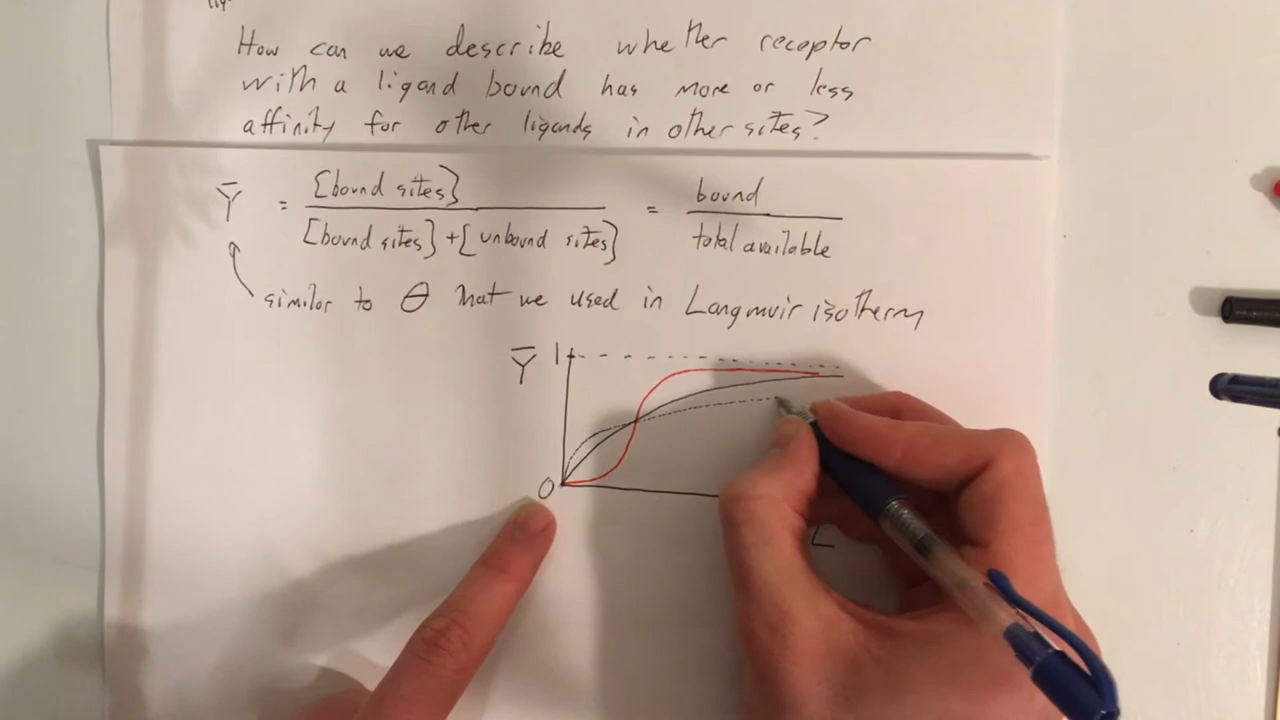 How can we describe whether receptor
with a ligand bound has more or less
affinity for other ligands in other sites?
Ȳ = [bound sites] / [bound sites] + [unbound sites] = bound / total available
similar to θ that we used in Langmuir isotherm
Ȳ 1
0
L